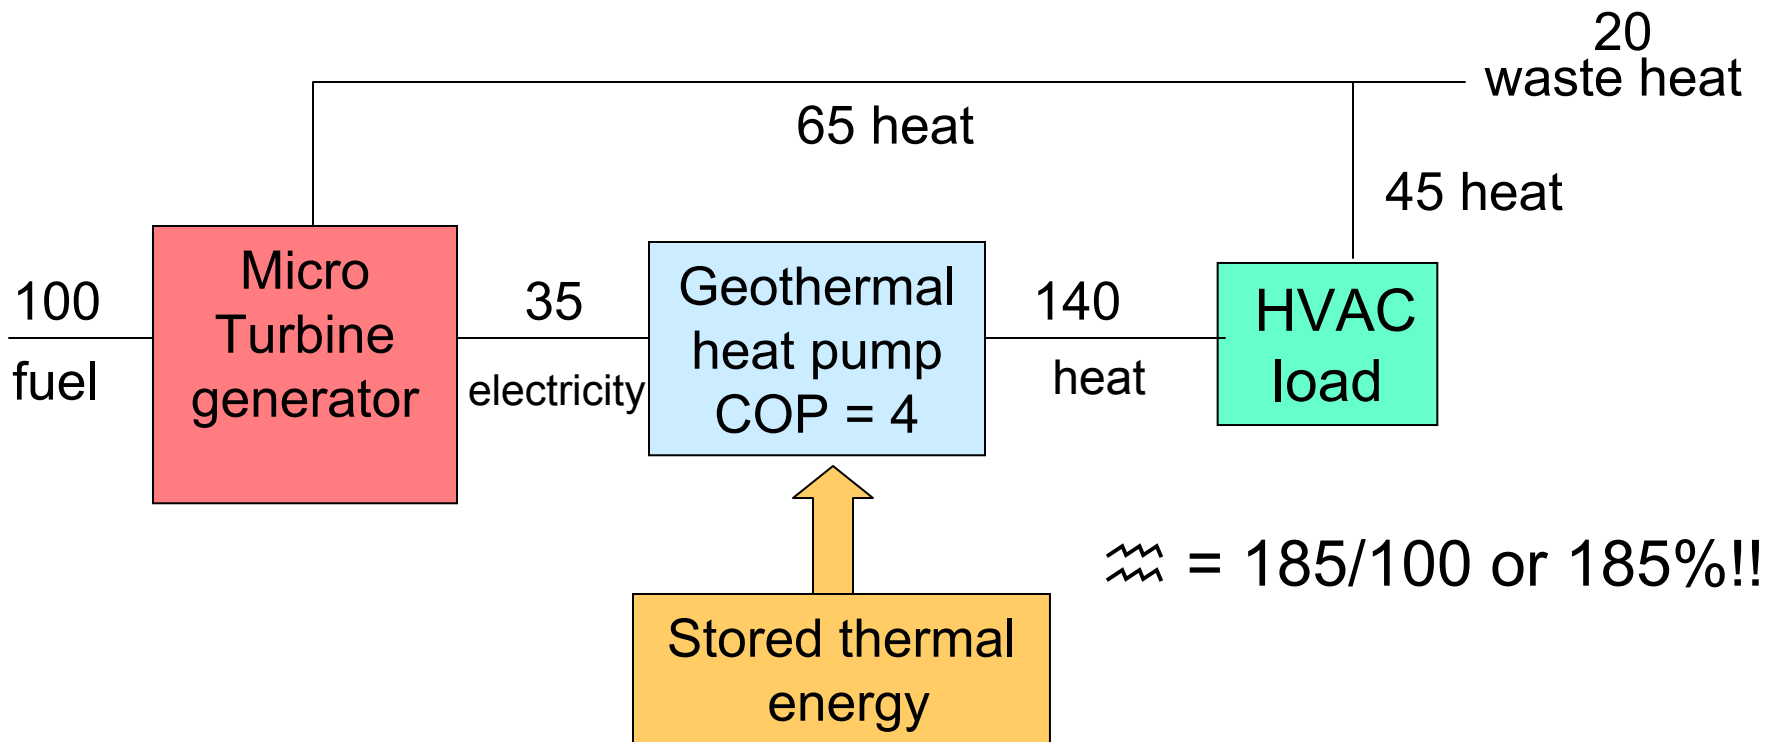 20
waste heat
65 heat
45 heat
100
fuel
Micro
Turbine
generator
35
electricity
Geothermal
heat pump
COP = 4
140
heat
HVAC
load
♒ = 185/100 or 185%!!
Stored thermal
energy